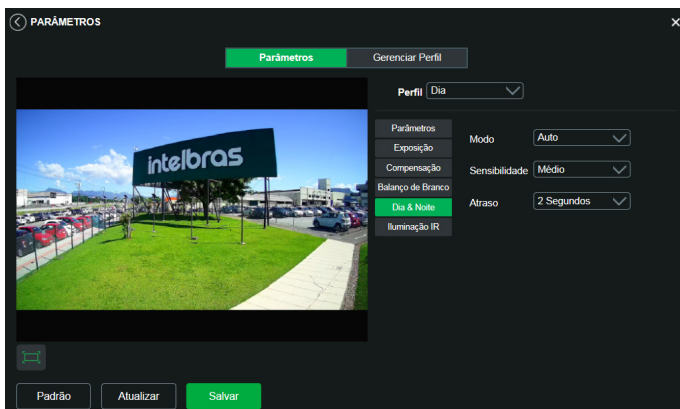 PARÂMETROS
Parâmetros Gerenciar Perfil
Perfil Dia
intelbras
Parâmetros
Exposição
Compensação
Balanço de Branco
Dia & Noite
Iluminação IR
Modo Auto
Sensibilidade Médio
Atraso 2 Segundos
Padrão Atualizar Salvar